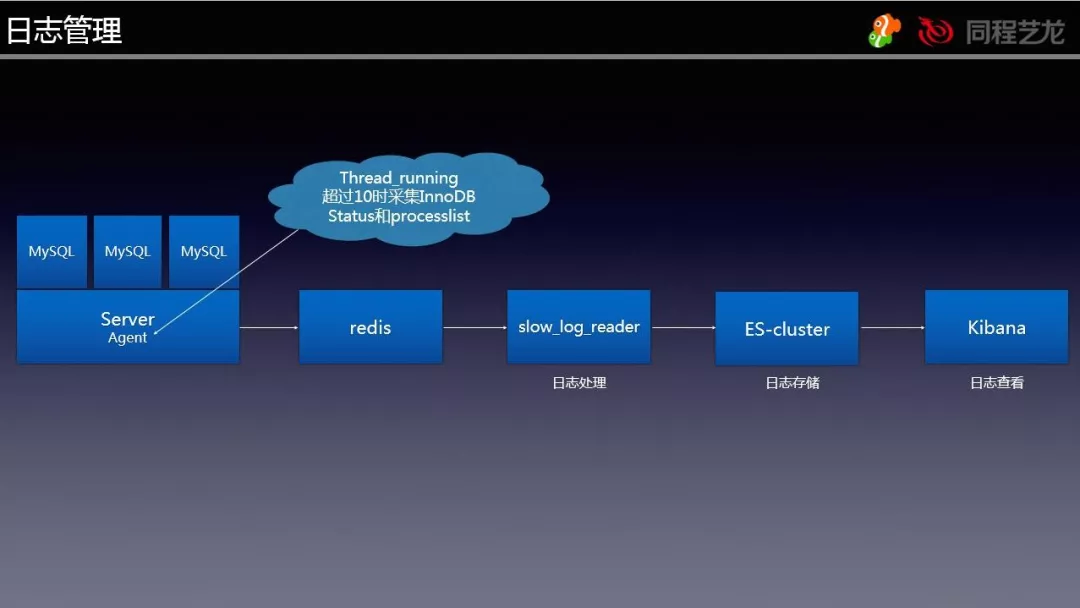 日志管理
同程艺龙
Thread_running
超过10时采集InnoDB
Status和processlist
MySQL
MySQL
MySQL
Server
Agent
redis
slow_log_reader
ES-cluster
Kibana
日志处理
日志存储
日志查看